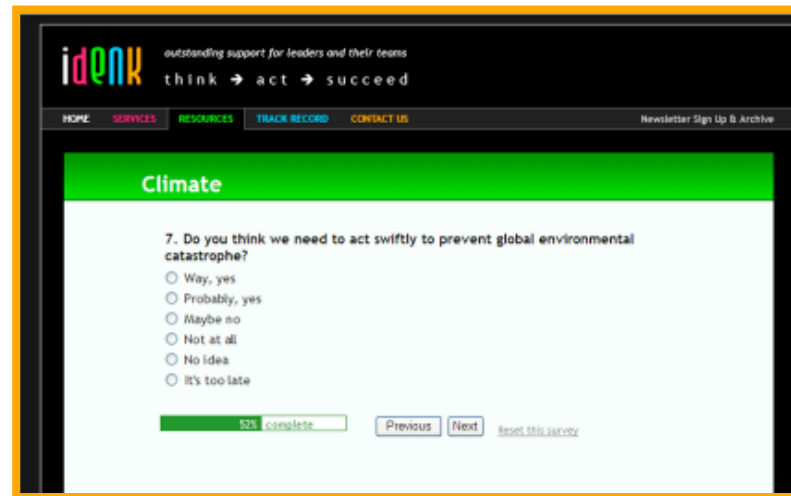 idenk
outstanding support for leaders and their teams
think → act → succeed
HOME SERVICES RESOURCES TRACK RECORD CONTACT US Newsletter Sign Up & Archive
Climate
7. Do you think we need to act swiftly to prevent global environmental
catastrophe?
Way, yes
Probably, yes
Maybe no
Not at all
No idea
It's too late
52% complete Previous Next Reset this survey